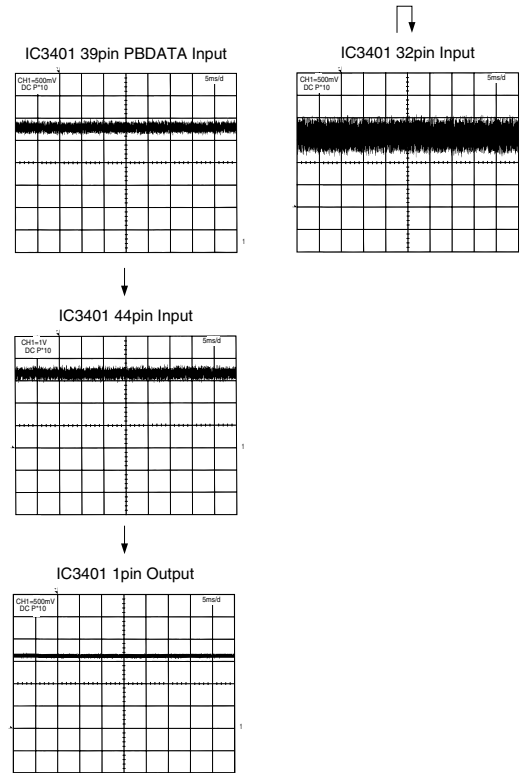 IC3401 39pin PBDATA Input
CH1=500mV
DC P*10
5ms/d
1
IC3401 32pin Input
CH1=500mV
DC P*10
5ms/d
IC3401 44pin Input
CH1=1V
DC P*10
5ms/d
1
IC3401 1pin Output
CH1=500mV
DC P*10
5ms/d
1